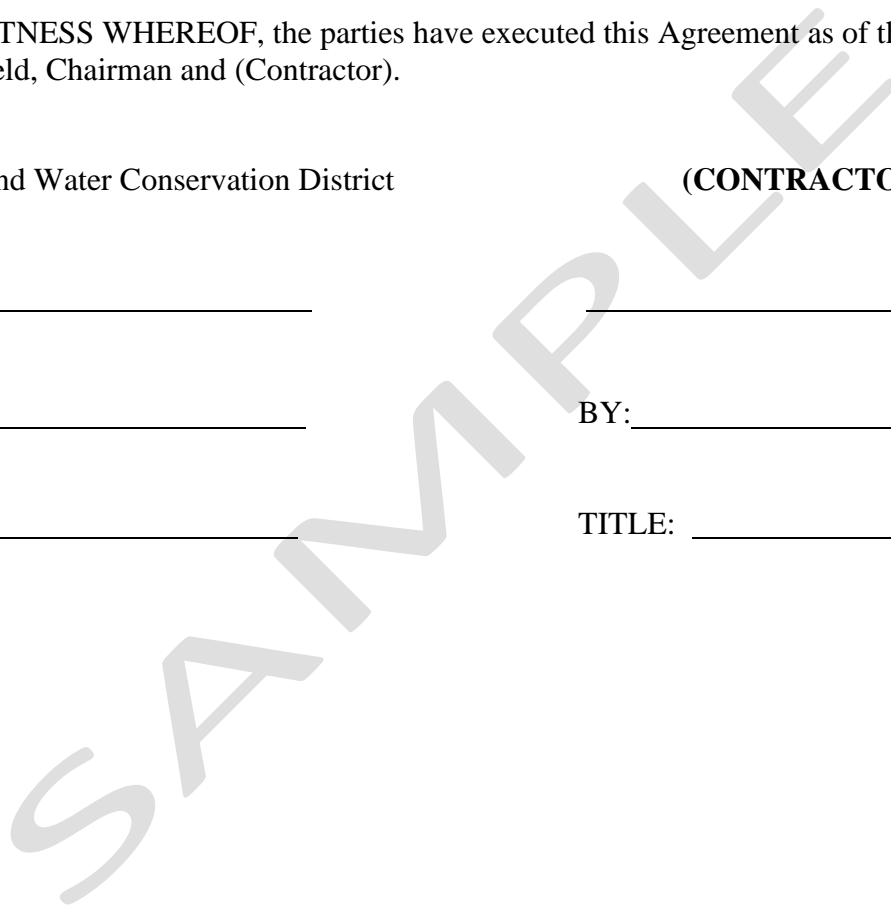 TNESS WHEREOF, the parties have executed this Agreement as of th
eld, Chairman and (Contractor).
nd Water Conservation District (CONTRACTO
BY:
TITLE:
SAMPLE